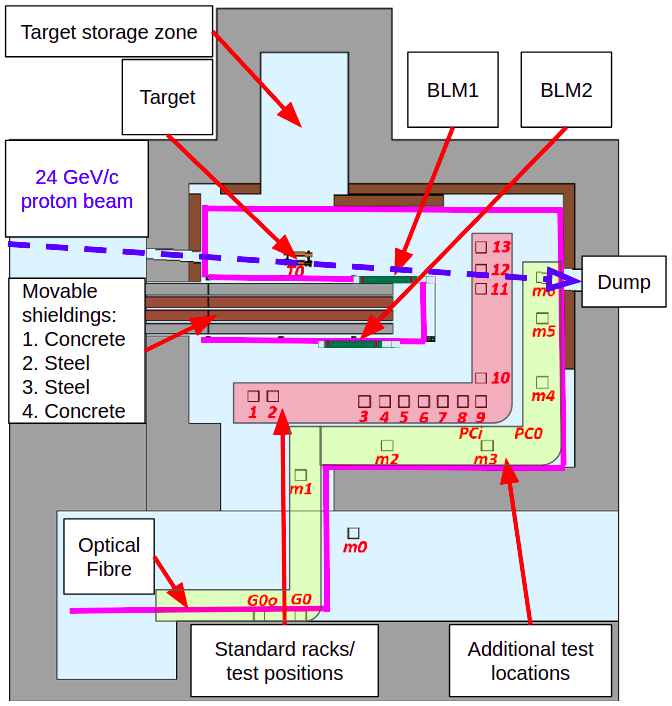 Target storage zone
Target
BLM1
BLM2
24 GeV/c
proton beam
T0
13
12
11
m6
Dump
Movable
shieldings:
1. Concrete
2. Steel
3. Steel
4. Concrete
m5
10
m4
1 2
3 4 5 6 7 8 9
PCi
PC0
m2
m3
m1
m0
Optical
Fibre
G0o
G0
Standard racks/
test positions
Additional test
locations